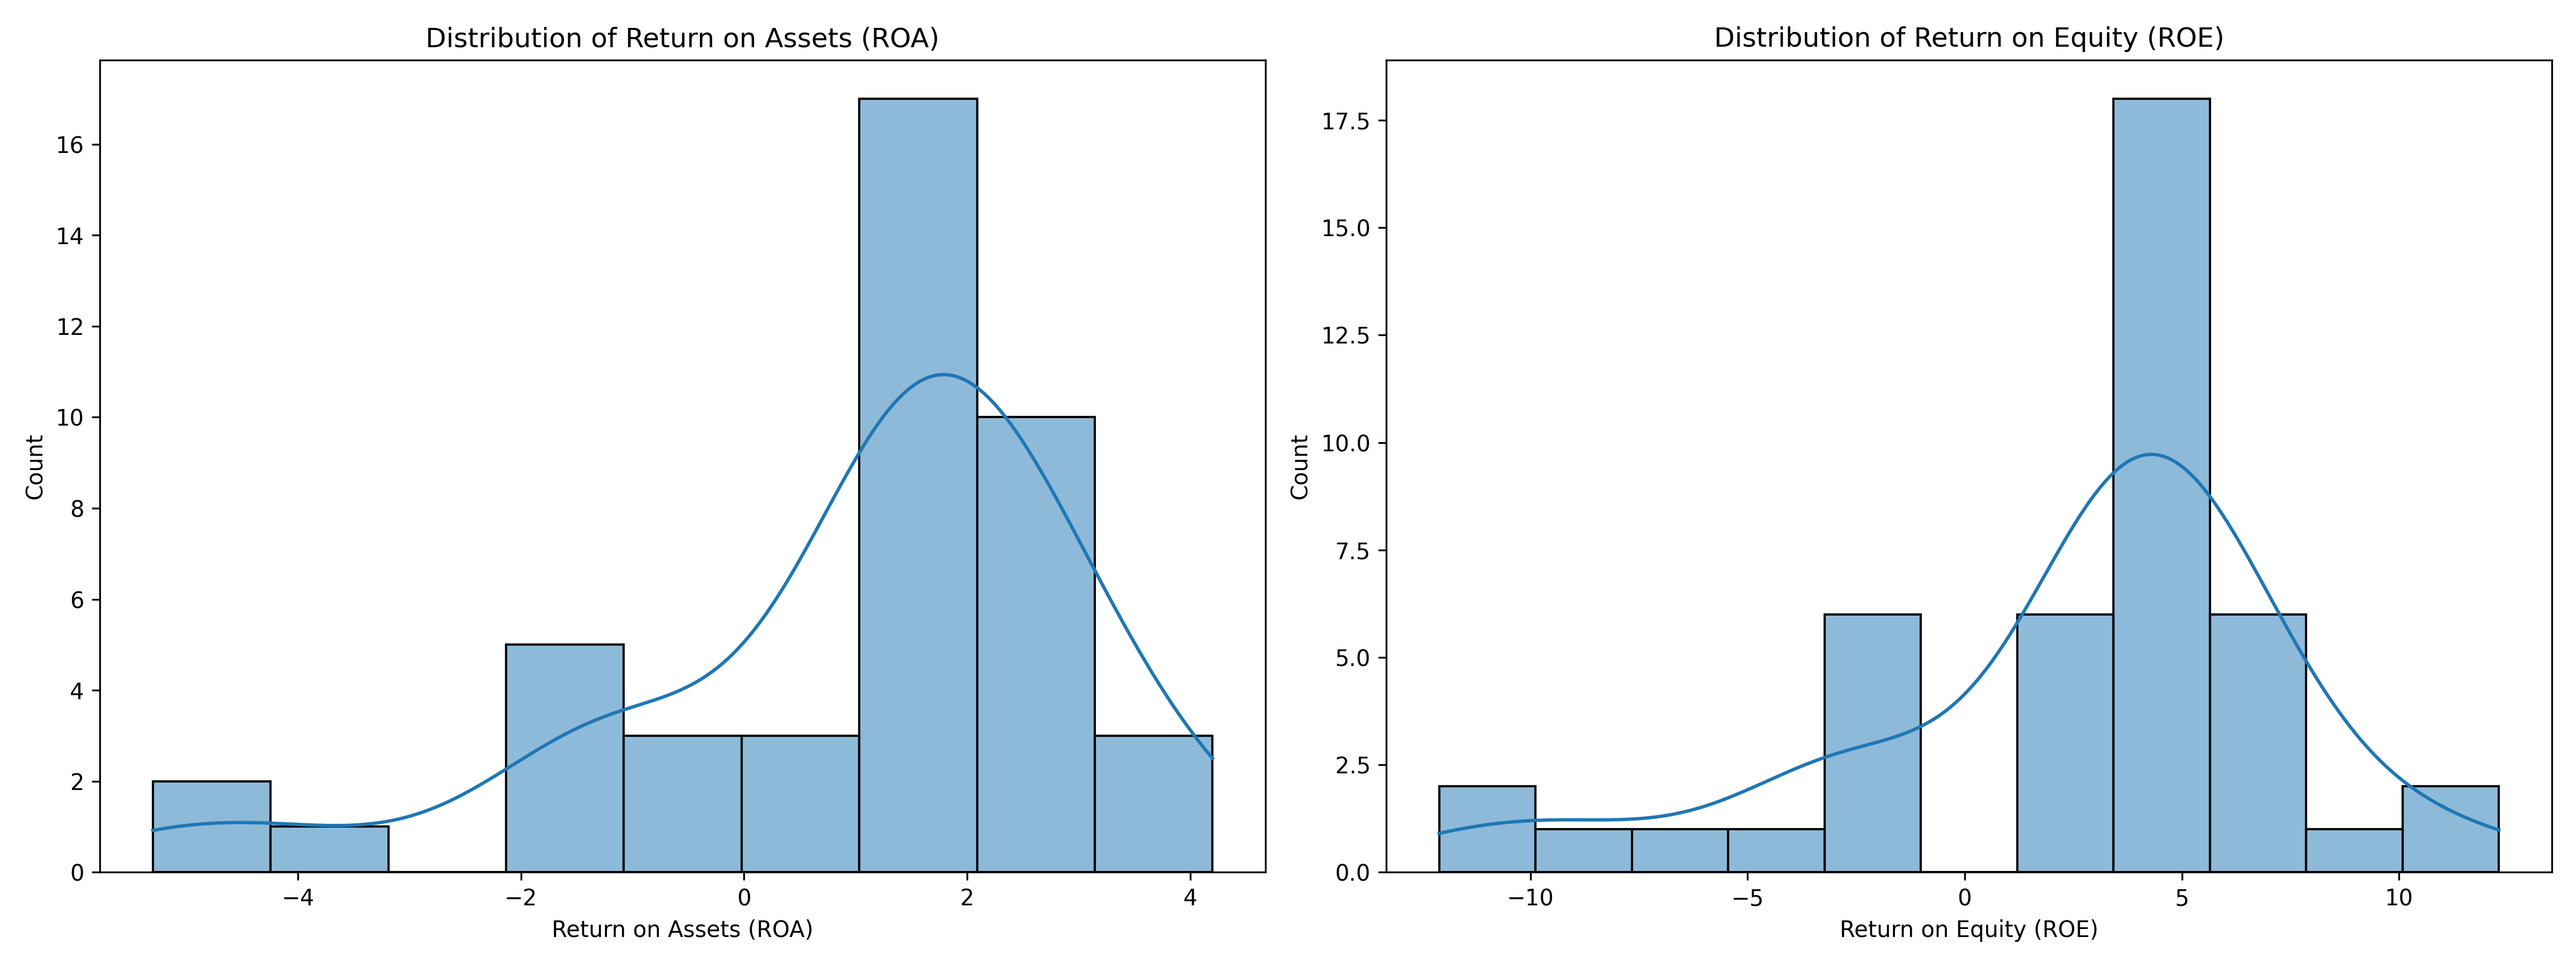 Distribution of Return on Assets (ROA)
16
14
12
10
8
6
4
2
0
Count
−4 −2 0 2 4
Return on Assets (ROA)
Distribution of Return on Equity (ROE)
17.5
15.0
12.5
10.0
7.5
5.0
2.5
0.0
Count
−10 −5 0 5 10
Return on Equity (ROE)